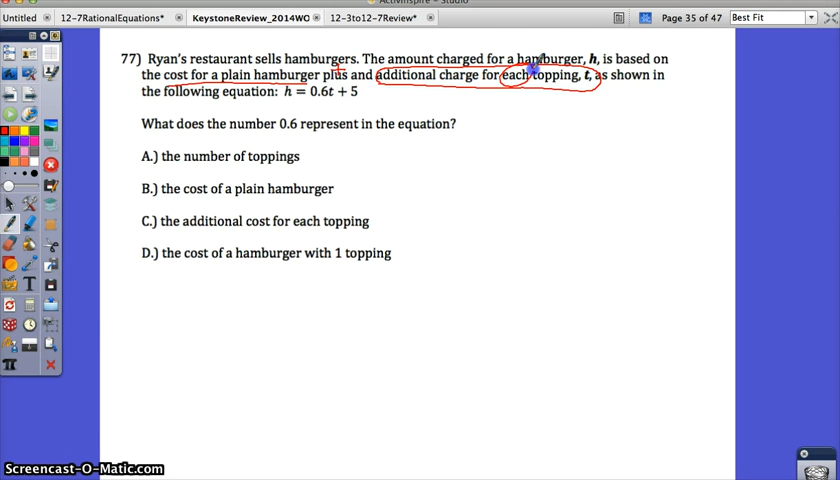 ActivInspire – Studio
Untitled 12-7RationalEquations* KeystoneReview_2014WO 12-3to12-7Review* Page 35 of 47 Best Fit
77) Ryan's restaurant sells hamburgers. The amount charged for a hamburger, h, is based on
the cost for a plain hamburger plus and additional charge for each topping, t, as shown in
the following equation: h = 0.6t + 5
What does the number 0.6 represent in the equation?
A.) the number of toppings
B.) the cost of a plain hamburger
C.) the additional cost for each topping
D.) the cost of a hamburger with 1 topping
Screencast-O-Matic.com